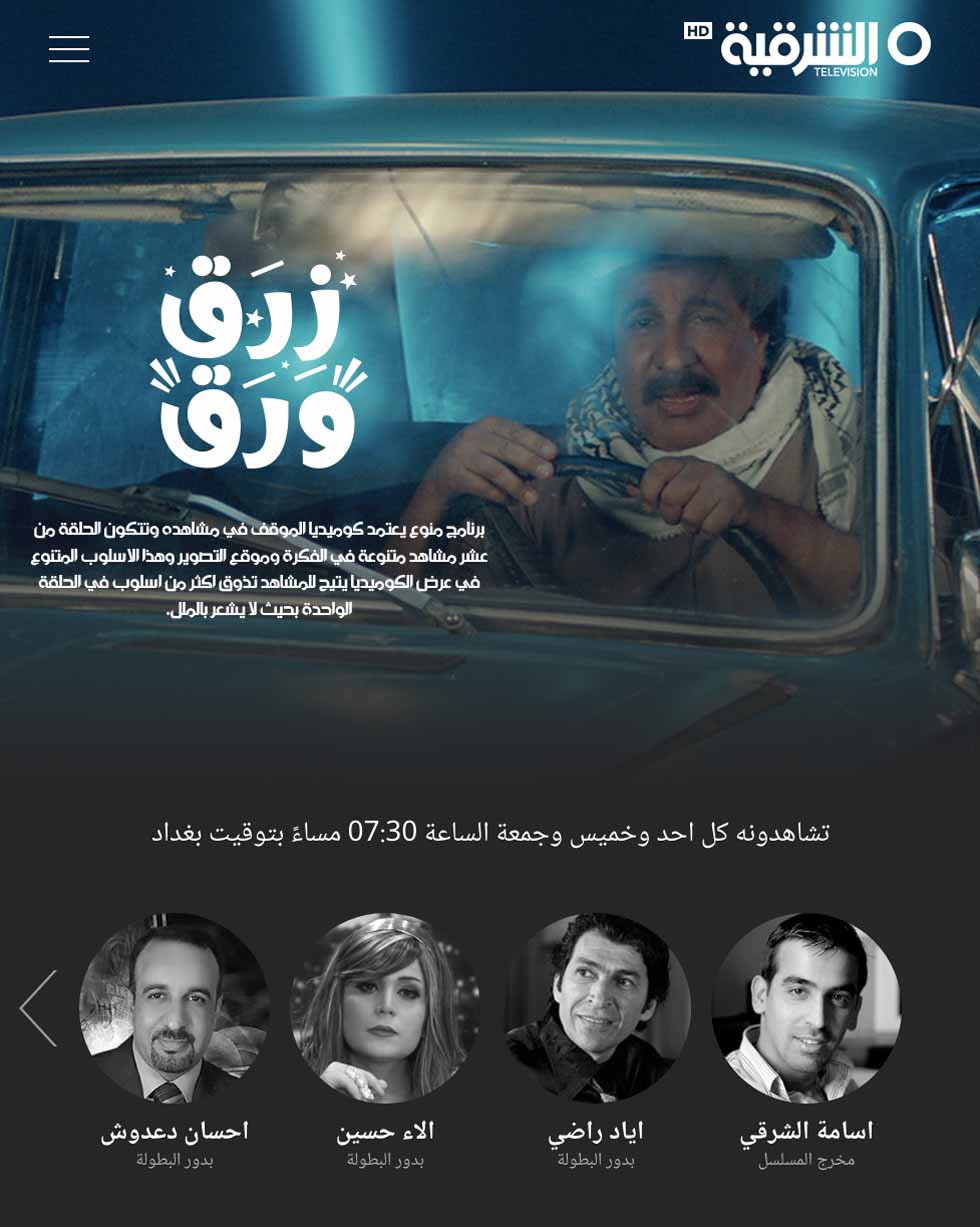 الشرقية HD
TELEVISION
زِرَق
وَرَق
برنامج منوع يعتمد كوميديا الموقف في مشاهده وتتكون الحلقة من
عشر مشاهد متنوعة في الفكرة وموقع التصوير وهذا الاسلوب المتنوع
في عرض الكوميديا يتيح للمشاهد تذوق اكثر من اسلوب في الحلقة
الواحدة بحيث لا يشعر بالملل.
تشاهدونه كل احد وخميس وجمعة الساعة 07:30 مساءً بتوقيت بغداد
اسامة الشرقي
مخرج المسلسل
اياد راضي
بدور البطولة
الاء حسين
بدور البطولة
احسان دعدوش
بدور البطولة